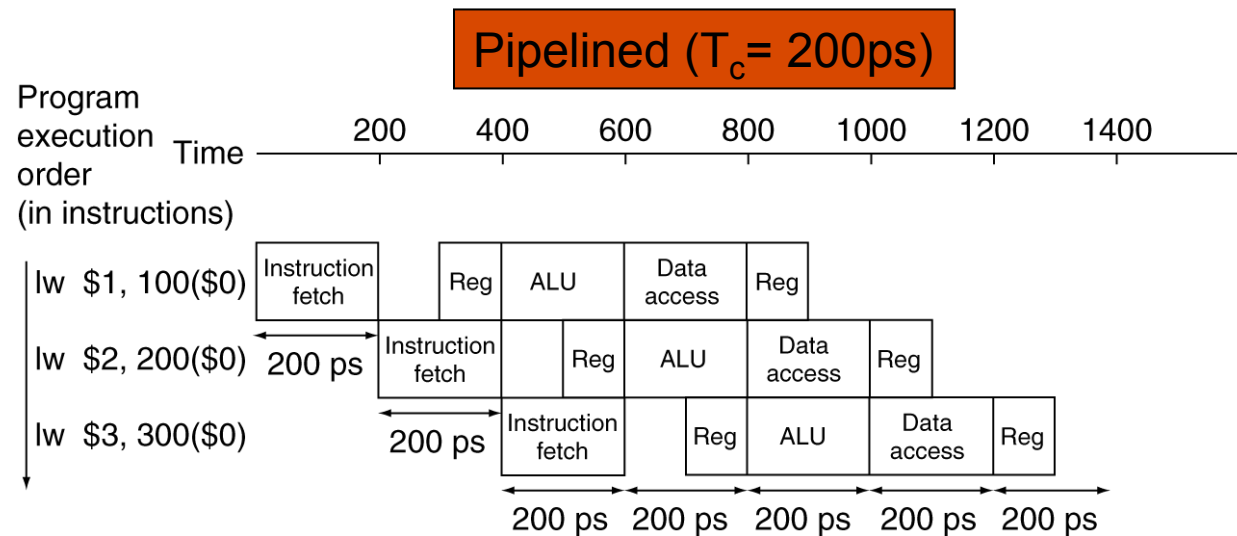 Pipelined (Tc= 200ps)
Program
execution
order
(in instructions)
Time
200 400 600 800 1000 1200 1400
lw $1, 100($0)
Instruction
fetch
Reg
ALU
Data
access
Reg
200 ps
lw $2, 200($0)
Instruction
fetch
Reg
ALU
Data
access
Reg
200 ps
lw $3, 300($0)
Instruction
fetch
Reg
ALU
Data
access
Reg
200 ps 200 ps 200 ps 200 ps 200 ps